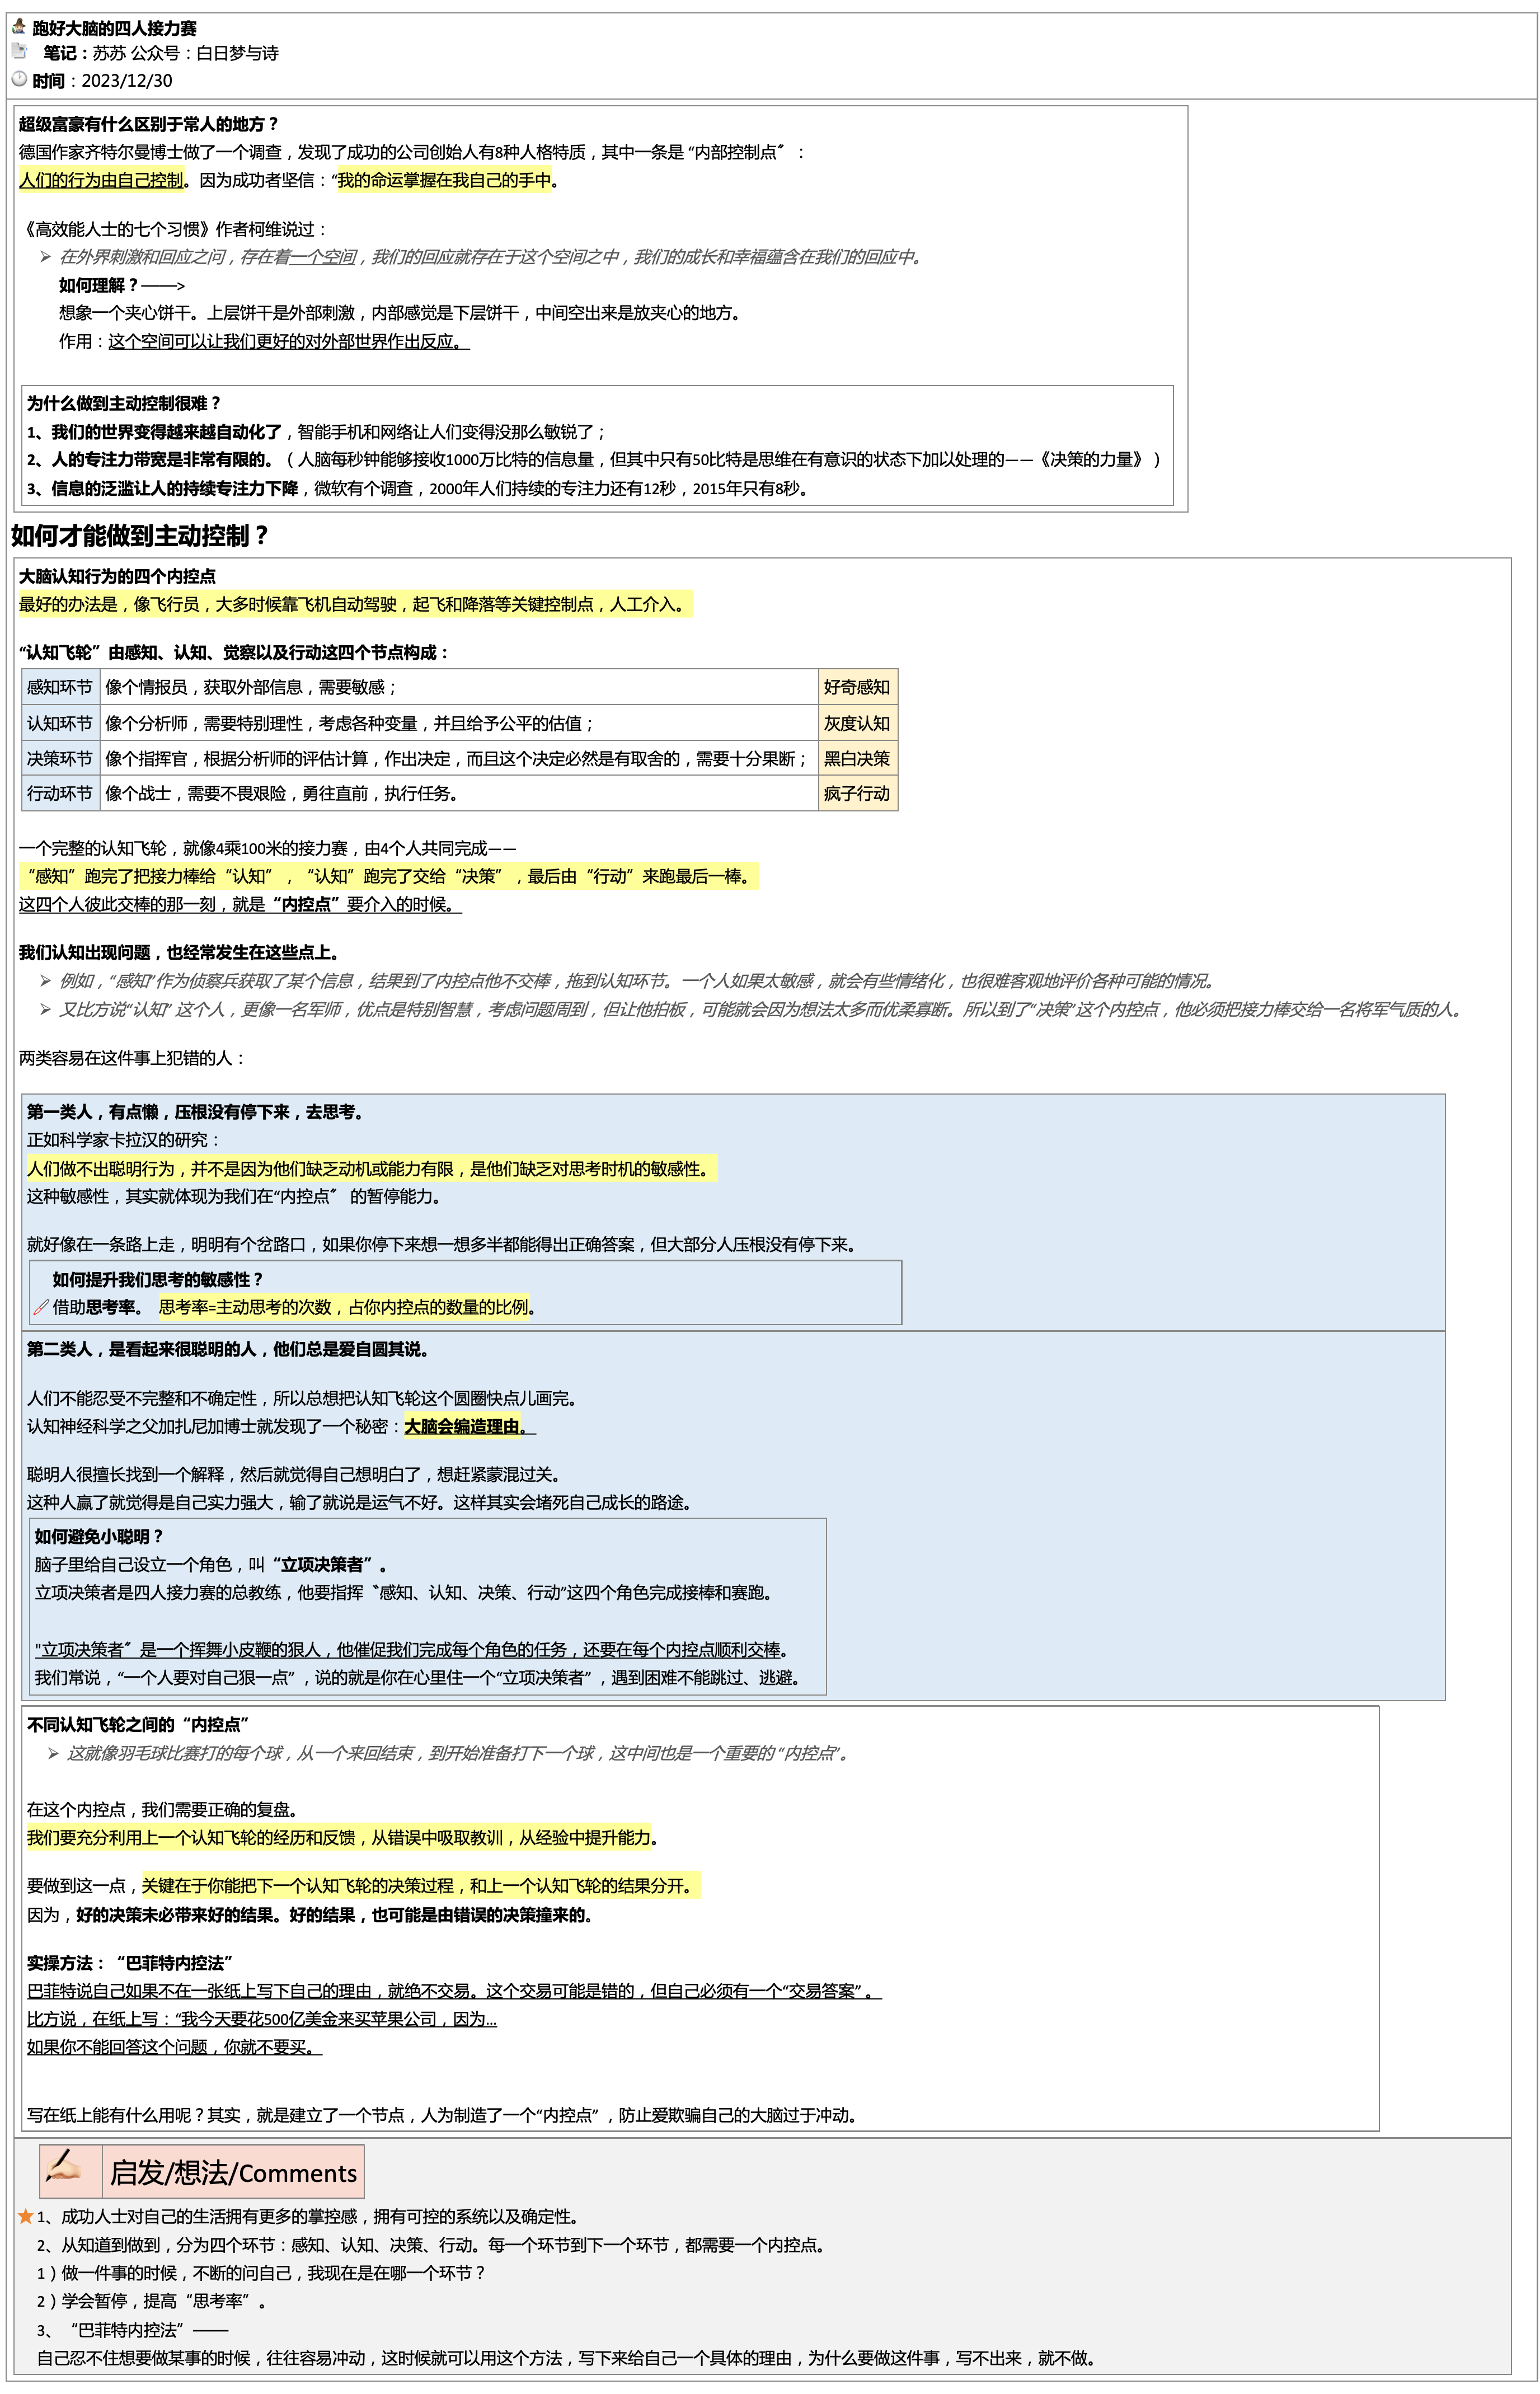 跑好大脑的四人接力赛
笔记：苏苏 公众号：白日梦与诗
时间：2023/12/30
超级富豪有什么区别于常人的地方？
德国作家齐特尔曼博士做了一个调查，发现了成功的公司创始人有8种人格特质，其中一条是 “内部控制点〞：
人们的行为由自己控制。因为成功者坚信：“我的命运掌握在我自己的手中。
《高效能人士的七个习惯》作者柯维说过：
➢ 在外界刺激和回应之问，存在着一个空间，我们的回应就存在于这个空间之中，我们的成长和幸福蕴含在我们的回应中。
如何理解？——>
想象一个夹心饼干。上层饼干是外部刺激，内部感觉是下层饼干，中间空出来是放夹心的地方。
作用：这个空间可以让我们更好的对外部世界作出反应。
为什么做到主动控制很难？
1、我们的世界变得越来越自动化了，智能手机和网络让人们变得没那么敏锐了；
2、人的专注力带宽是非常有限的。（人脑每秒钟能够接收1000万比特的信息量，但其中只有50比特是思维在有意识的状态下加以处理的——《决策的力量》）
3、信息的泛滥让人的持续专注力下降，微软有个调查，2000年人们持续的专注力还有12秒，2015年只有8秒。
如何才能做到主动控制？
大脑认知行为的四个内控点
最好的办法是，像飞行员，大多时候靠飞机自动驾驶，起飞和降落等关键控制点，人工介入。
“认知飞轮”由感知、认知、觉察以及行动这四个节点构成：
感知环节 像个情报员，获取外部信息，需要敏感； 好奇感知
认知环节 像个分析师，需要特别理性，考虑各种变量，并且给予公平的估值； 灰度认知
决策环节 像个指挥官，根据分析师的评估计算，作出决定，而且这个决定必然是有取舍的，需要十分果断； 黑白决策
行动环节 像个战士，需要不畏艰险，勇往直前，执行任务。 疯子行动
一个完整的认知飞轮，就像4乘100米的接力赛，由4个人共同完成——
“感知”跑完了把接力棒给“认知”，“认知”跑完了交给“决策”，最后由“行动”来跑最后一棒。
这四个人彼此交棒的那一刻，就是“内控点”要介入的时候。
我们认知出现问题，也经常发生在这些点上。
➢ 例如，“感知”作为侦察兵获取了某个信息，结果到了内控点他不交棒，拖到认知环节。一个人如果太敏感，就会有些情绪化，也很难客观地评价各种可能的情况。
➢ 又比方说“认知” 这个人，更像一名军师，优点是特别智慧，考虑问题周到，但让他拍板，可能就会因为想法太多而优柔寡断。所以到了“决策”这个内控点，他必须把接力棒交给一名将军气质的人。
两类容易在这件事上犯错的人：
第一类人，有点懒，压根没有停下来，去思考。
正如科学家卡拉汉的研究：
人们做不出聪明行为，并不是因为他们缺乏动机或能力有限，是他们缺乏对思考时机的敏感性。
这种敏感性，其实就体现为我们在“内控点〞 的暂停能力。
就好像在一条路上走，明明有个岔路口，如果你停下来想一想多半都能得出正确答案，但大部分人压根没有停下来。
如何提升我们思考的敏感性？
借助思考率。 思考率=主动思考的次数，占你内控点的数量的比例。
第二类人，是看起来很聪明的人，他们总是爱自圆其说。
人们不能忍受不完整和不确定性，所以总想把认知飞轮这个圆圈快点儿画完。
认知神经科学之父加扎尼加博士就发现了一个秘密：大脑会编造理由。
聪明人很擅长找到一个解释，然后就觉得自己想明白了，想赶紧蒙混过关。
这种人赢了就觉得是自己实力强大，输了就说是运气不好。这样其实会堵死自己成长的路途。
如何避免小聪明？
脑子里给自己设立一个角色，叫“立项决策者”。
立项决策者是四人接力赛的总教练，他要指挥〝感知、认知、决策、行动”这四个角色完成接棒和赛跑。
"立项决策者〞是一个挥舞小皮鞭的狠人，他催促我们完成每个角色的任务，还要在每个内控点顺利交棒。
我们常说，“一个人要对自己狠一点”，说的就是你在心里住一个“立项决策者”，遇到困难不能跳过、逃避。
不同认知飞轮之间的“内控点”
➢ 这就像羽毛球比赛打的每个球，从一个来回结束，到开始准备打下一个球，这中间也是一个重要的 “内控点”。
在这个内控点，我们需要正确的复盘。
我们要充分利用上一个认知飞轮的经历和反馈，从错误中吸取教训，从经验中提升能力。
要做到这一点，关键在于你能把下一个认知飞轮的决策过程，和上一个认知飞轮的结果分开。
因为，好的决策未必带来好的结果。好的结果，也可能是由错误的决策撞来的。
实操方法：“巴菲特内控法”
巴菲特说自己如果不在一张纸上写下自己的理由，就绝不交易。这个交易可能是错的，但自己必须有一个“交易答案”。
比方说，在纸上写：“我今天要花500亿美金来买苹果公司，因为...
如果你不能回答这个问题，你就不要买。
写在纸上能有什么用呢？其实，就是建立了一个节点，人为制造了一个“内控点”，防止爱欺骗自己的大脑过于冲动。
启发/想法/Comments
1、成功人士对自己的生活拥有更多的掌控感，拥有可控的系统以及确定性。
2、从知道到做到，分为四个环节：感知、认知、决策、行动。每一个环节到下一个环节，都需要一个内控点。
1）做一件事的时候，不断的问自己，我现在是在哪一个环节？
2）学会暂停，提高“思考率”。
3、“巴菲特内控法”——
自己忍不住想要做某事的时候，往往容易冲动，这时候就可以用这个方法，写下来给自己一个具体的理由，为什么要做这件事，写不出来，就不做。